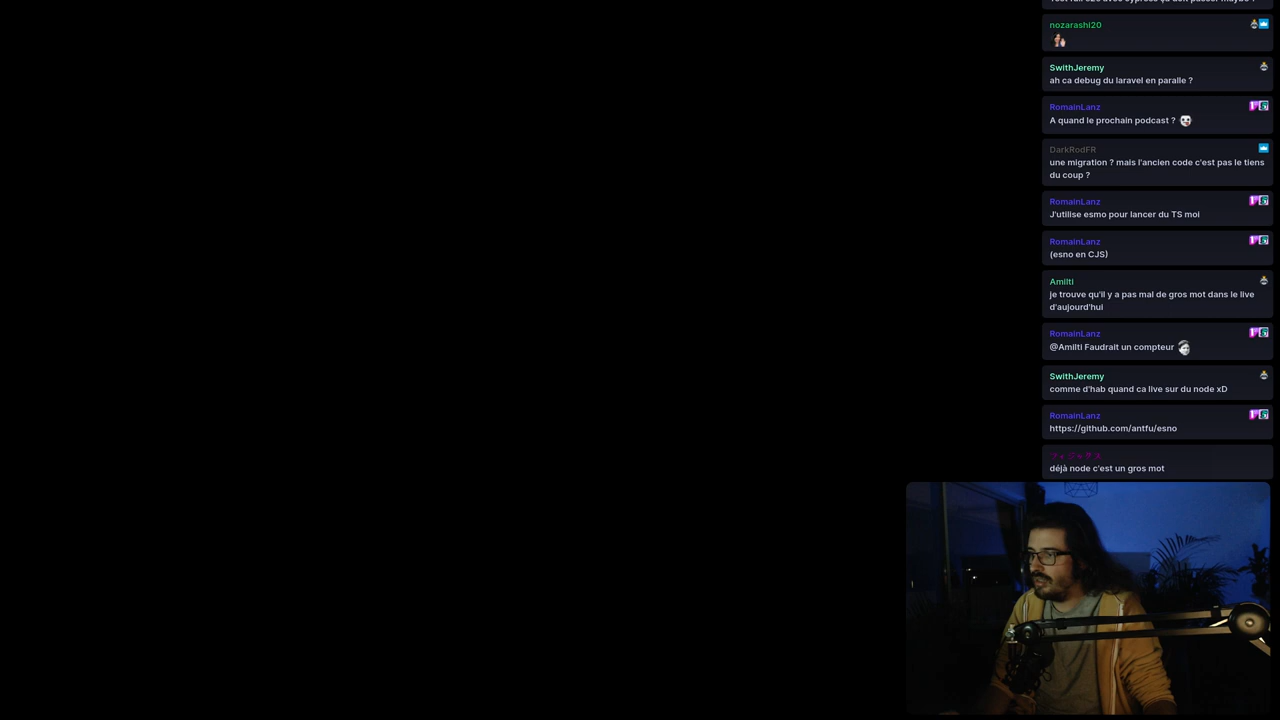 nozarashi20
SwithJeremy
ah ca debug du laravel en paralle ?
RomainLanz
A quand le prochain podcast ?
DarkRodFR
une migration ? mais l'ancien code c'est pas le tiens
du coup ?
RomainLanz
J'utilise esmo pour lancer du TS moi
RomainLanz
(esno en CJS)
Amilti
je trouve qu'il y a pas mal de gros mot dans le live
d'aujourd'hui
RomainLanz
@Amilti Faudrait un compteur
SwithJeremy
comme d'hab quand ca live sur du node xD
RomainLanz
https://github.com/antfu/esno
déjà node c'est un gros mot